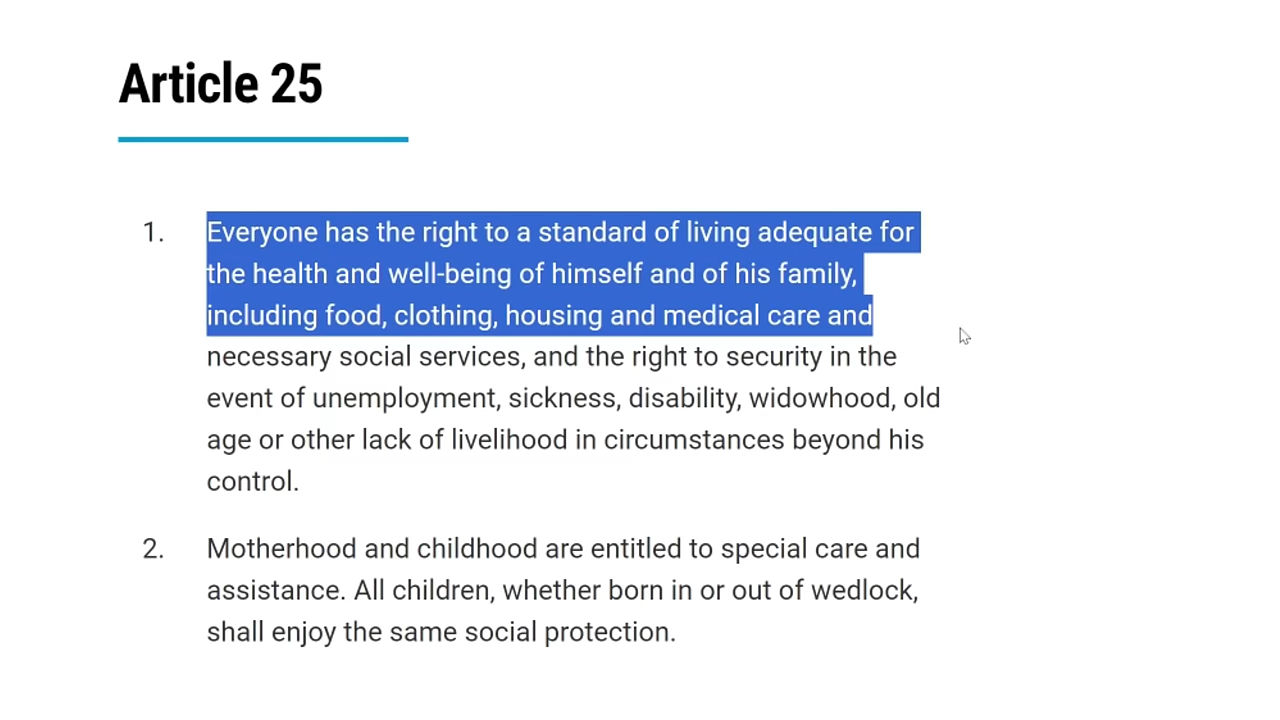 Article 25
1. Everyone has the right to a standard of living adequate for
the health and well-being of himself and of his family,
including food, clothing, housing and medical care and
necessary social services, and the right to security in the
event of unemployment, sickness, disability, widowhood, old
age or other lack of livelihood in circumstances beyond his
control.
2. Motherhood and childhood are entitled to special care and
assistance. All children, whether born in or out of wedlock,
shall enjoy the same social protection.